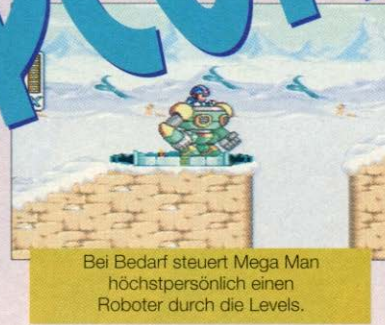 Bei Bedarf steuert Mega Man
höchstpersönlich einen
Roboter durch die Levels.